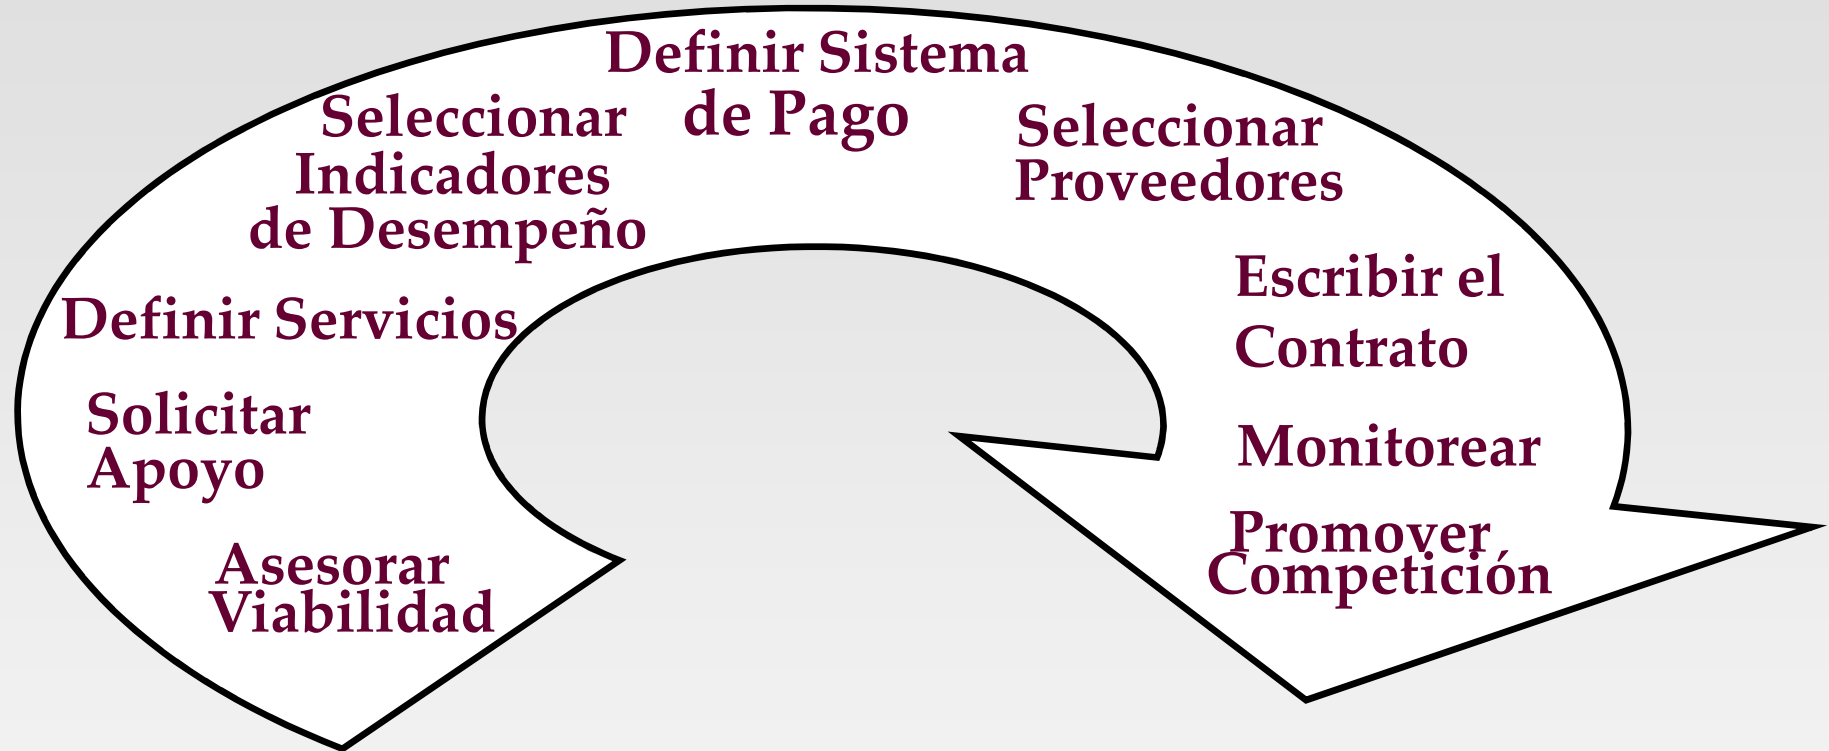 Definir Sistema
de Pago
Seleccionar
Indicadores
de Desempeño
Seleccionar
Proveedores
Definir Servicios
Escribir el
Contrato
Solicitar
Apoyo
Monitorear
Asesorar
Viabilidad
Promover
Competición